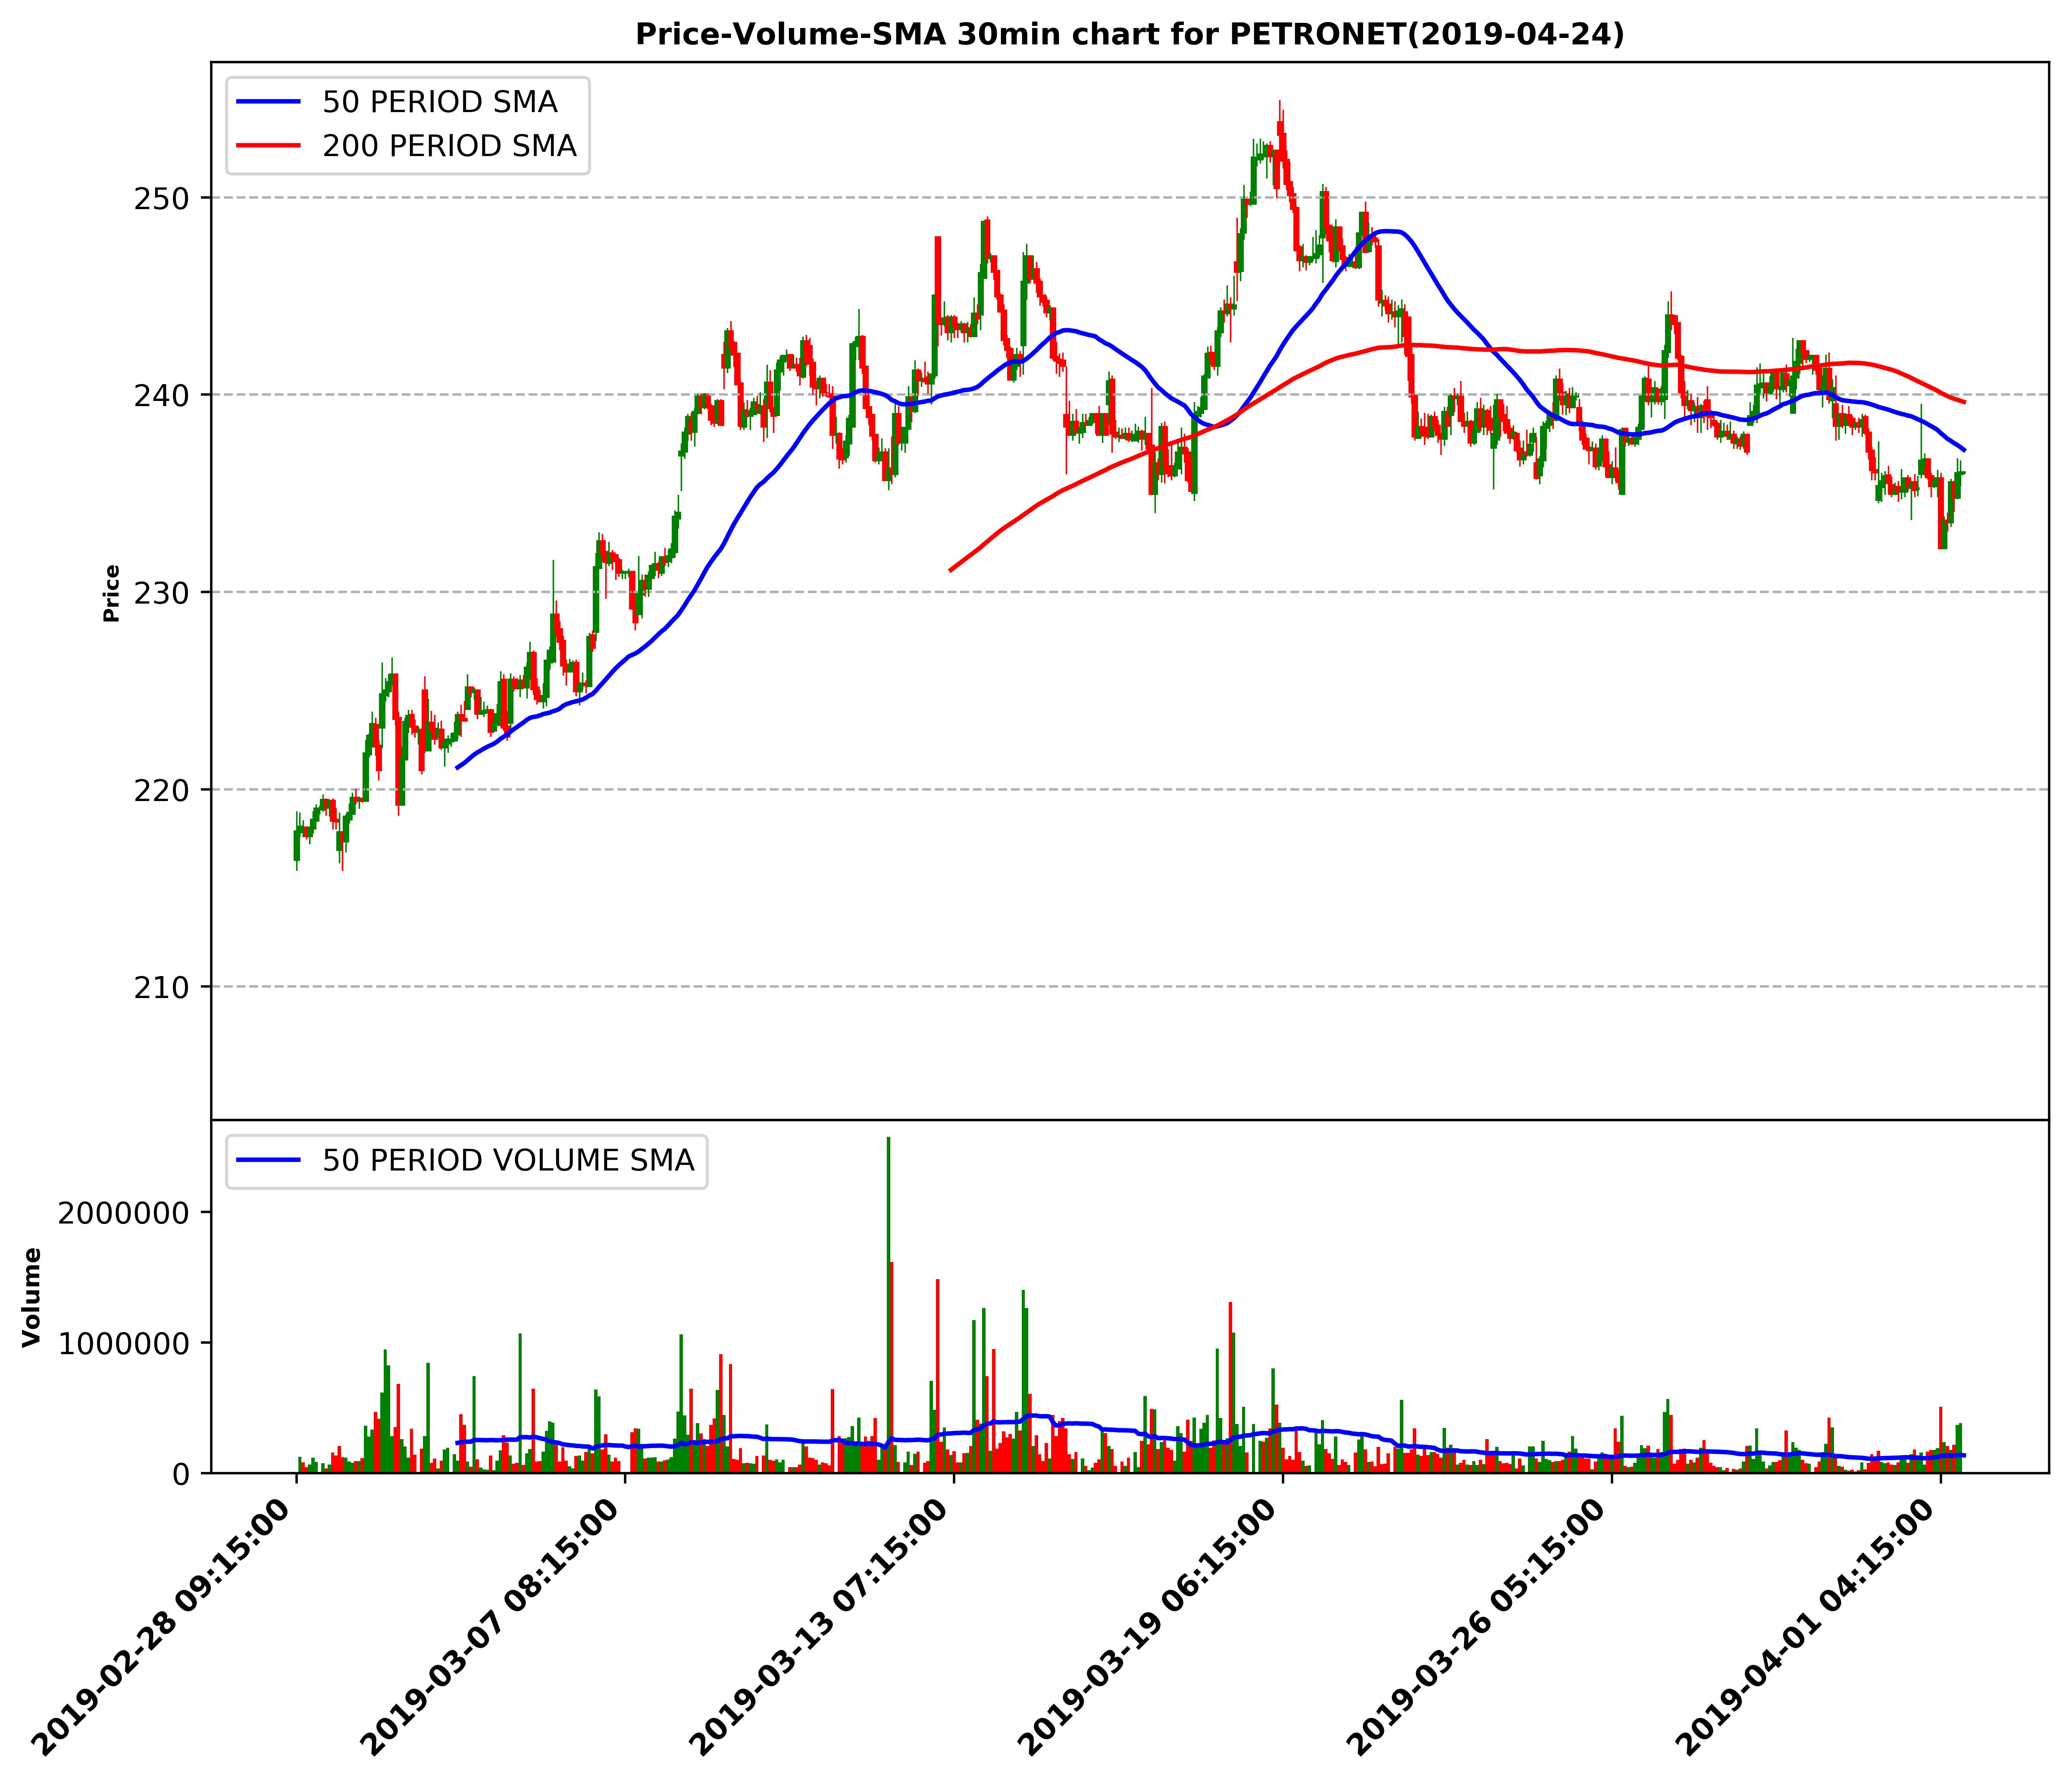 Price-Volume-SMA 30min chart for PETRONET(2019-04-24)
50 PERIOD SMA
200 PERIOD SMA
250
240
230
220
210
Price
50 PERIOD VOLUME SMA
2000000
1000000
0
Volume
2019-02-28 09:15:00
2019-03-07 08:15:00
2019-03-13 07:15:00
2019-03-19 06:15:00
2019-03-26 05:15:00
2019-04-01 04:15:00